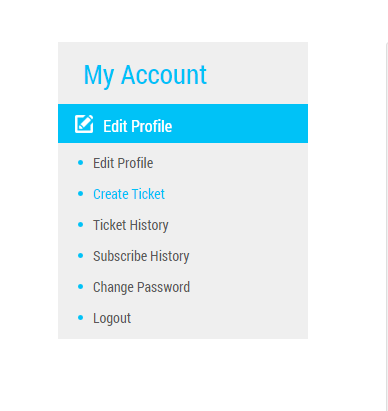 My Account
Edit Profile
Edit Profile
Create Ticket
Ticket History
Subscribe History
Change Password
Logout